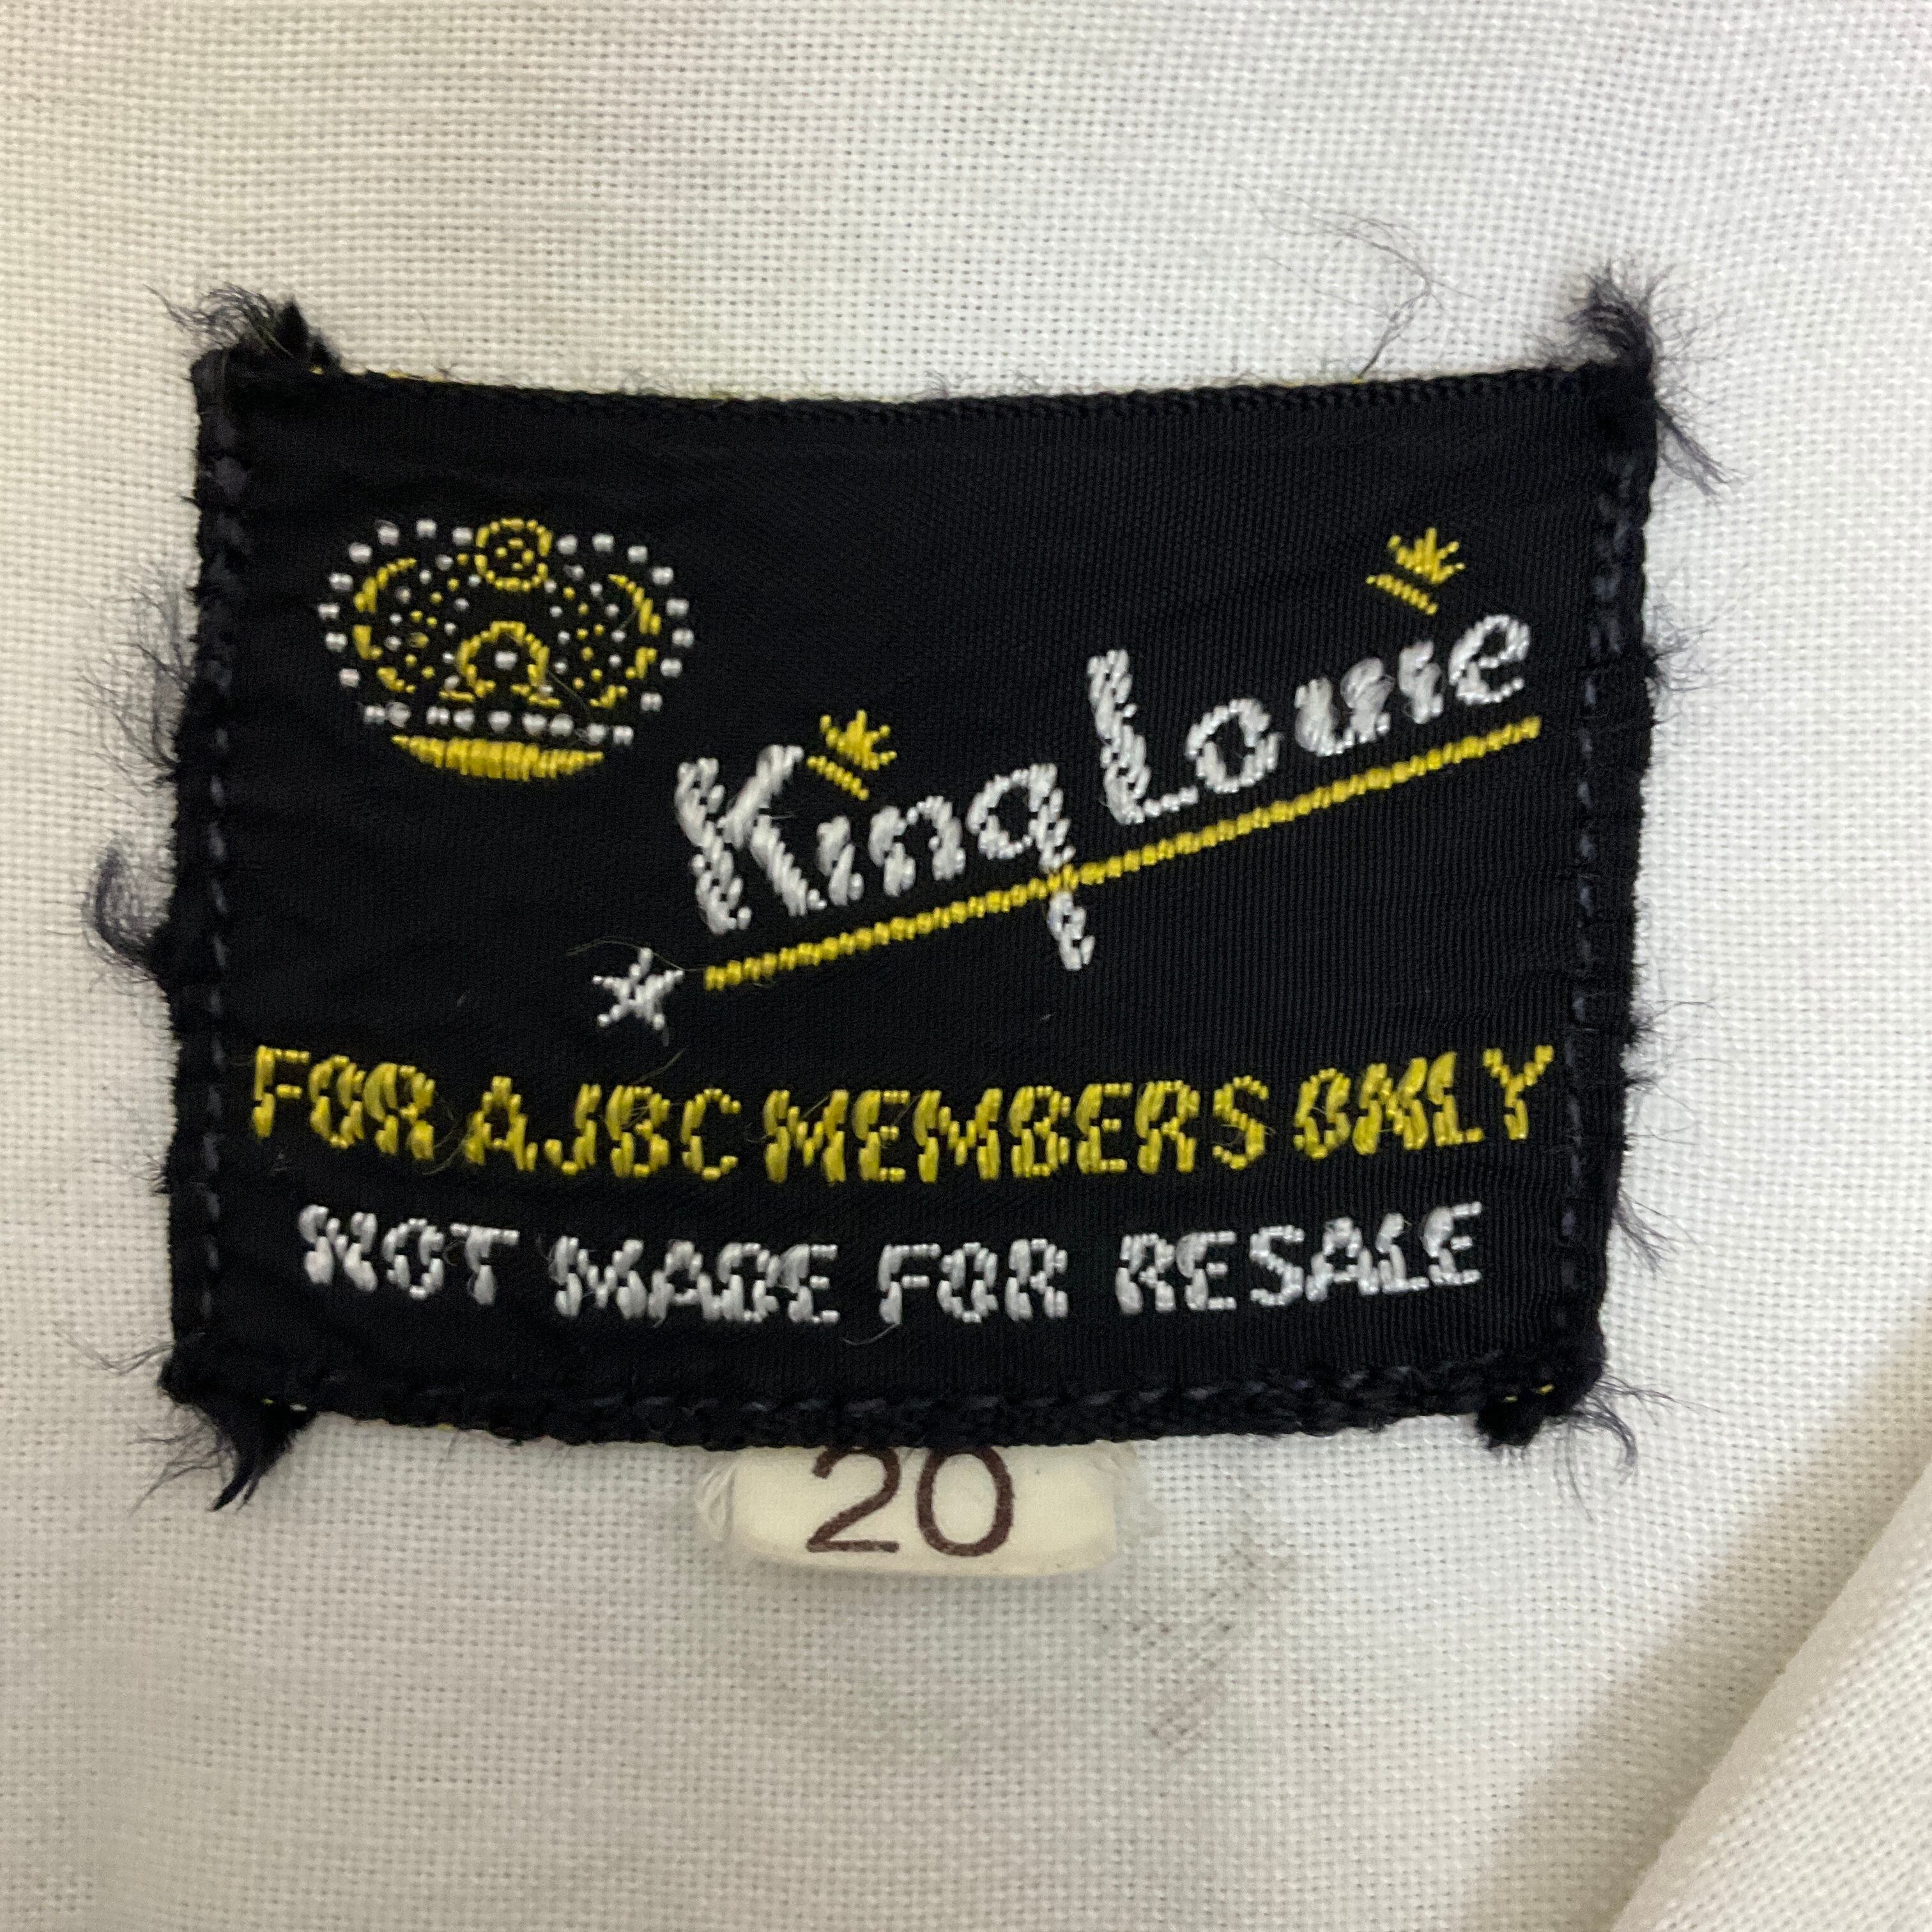 King Louie
FOR AJBC MEMBERS ONLY
NOT MADE FOR RESALE
20